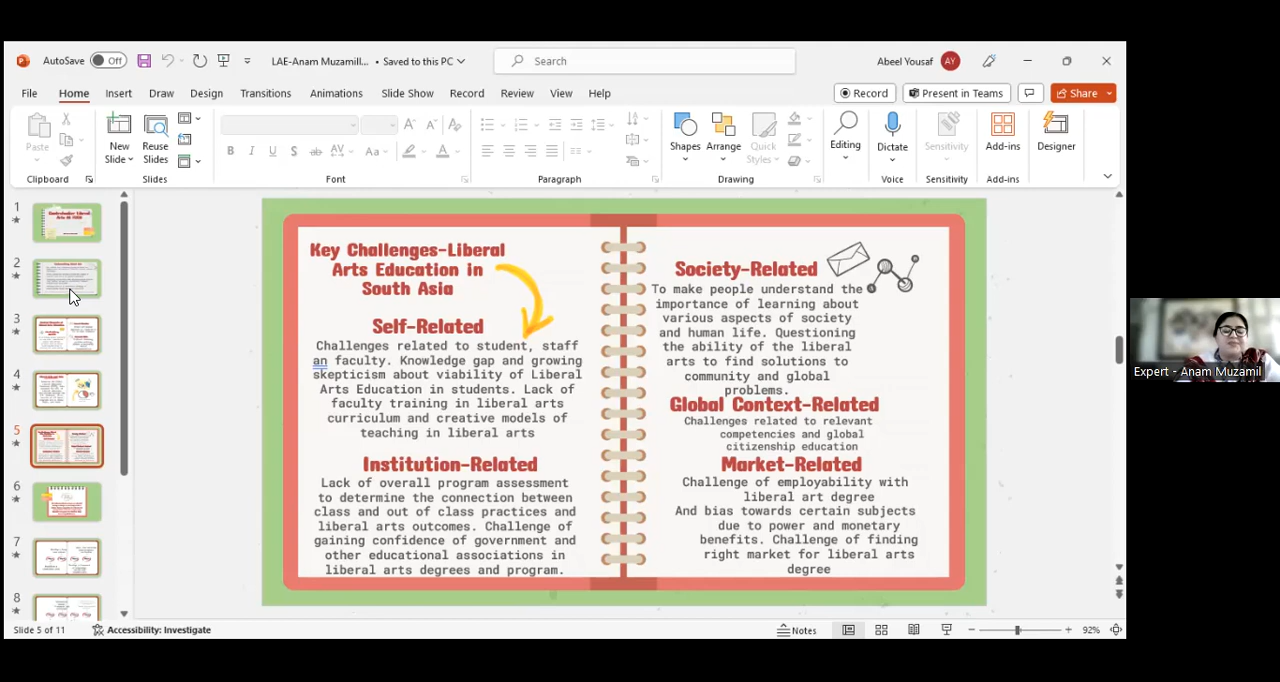 AutoSave Off LAE-Anam Muzamill... • Saved to this PC Search Abeel Yousaf AY
File Home Insert Draw Design Transitions Animations Slide Show Record Review View Help Record Present in Teams Share
Paste New Slide Reuse Slides Shapes Arrange Quick Styles Editing Dictate Sensitivity Add-ins Designer
B I U S ab AV Aa A
Clipboard Slides Font Paragraph Drawing Voice Sensitivity Add-ins
1
2
3
4
5
6
7
8
Key Challenges-Liberal
Arts Education in
South Asia
Self-Related
Challenges related to student, staff
an faculty. Knowledge gap and growing
skepticism about viability of Liberal
Arts Education in students. Lack of
faculty training in liberal arts
curriculum and creative models of
teaching in liberal arts
Institution-Related
Lack of overall program assessment
to determine the connection between
class and out of class practices and
liberal arts outcomes. Challenge of
gaining confidence of government and
other educational associations in
liberal arts degrees and program.
Society-Related
To make people understand the
importance of learning about
various aspects of society
and human life. Questioning
the ability of the liberal
arts to find solutions to
community and global
problems.
Global Context-Related
Challenges related to relevant
competencies and global
citizenship education
Market-Related
Challenge of employability with
liberal art degree
And bias towards certain subjects
due to power and monetary
benefits. Challenge of finding
right market for liberal arts
degree
Expert - Anam Muzamil
Slide 5 of 11 Accessibility: Investigate Notes 92%